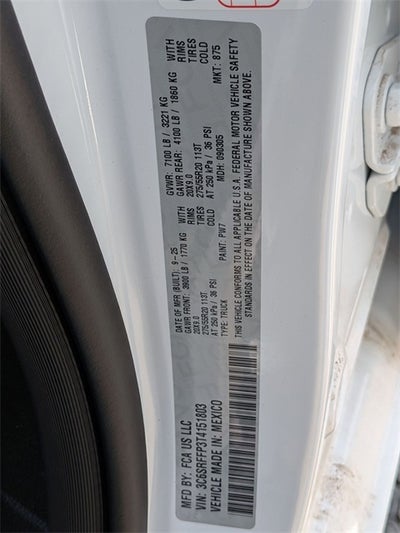 MFD BY: FCA US LLC
DATE OF MFR (BUILT): 9-25
GVWR: 7100 LB / 3221 KG
GAWR FRONT: 3900 LB / 1770 KG WITH
20X9.0 RIMS
275/55R20 113T TIRES
AT 250 kPa / 36 PSI COLD
GAWR REAR: 4100 LB / 1860 KG WITH
20X9.0 RIMS
275/55R20 113T TIRES
AT 250 kPa / 36 PSI COLD
VIN: 3C6SRFFP3T4151803
TYPE: TRUCK
PAINT: PW7
MDH: 090305
MKT: 875
VEHICLE MADE IN: MEXICO
THIS VEHICLE CONFORMS TO ALL APPLICABLE U.S.A. FEDERAL MOTOR VEHICLE SAFETY
STANDARDS IN EFFECT ON THE DATE OF MANUFACTURE SHOWN ABOVE